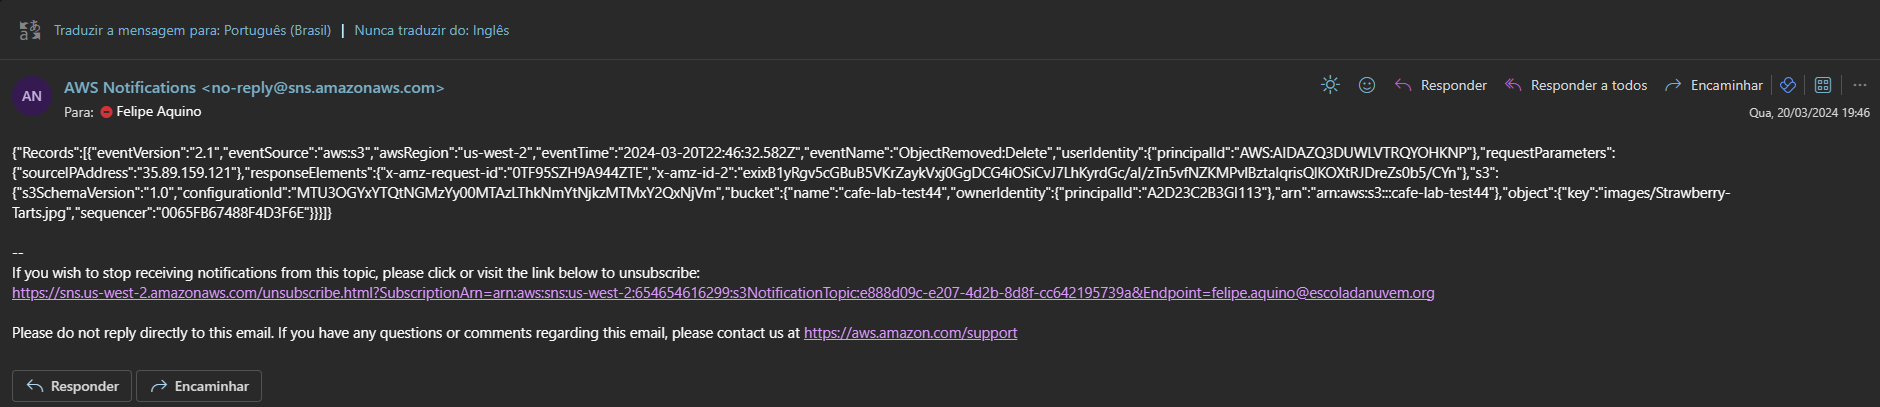 Traduzir a mensagem para: Português (Brasil) | Nunca traduzir do: Inglês
AN
AWS Notifications <no-reply@sns.amazonaws.com>
Responder
Responder a todos
Encaminhar
Para: Felipe Aquino
Qua, 20/03/2024 19:46
{"Records":[{"eventVersion":"2.1","eventSource":"aws:s3","awsRegion":"us-west-2","eventTime":"2024-03-20T22:46:32.582Z","eventName":"ObjectRemoved:Delete","userIdentity":{"principalId":"AWS:AIDAZQ3DUWLVTRQYOHKNP"},"requestParameters":
{"sourceIPAddress":"35.89.159.121"},"responseElements":{"x-amz-request-id":"0TF95SZH9A944ZTE","x-amz-id-2":"exixB1yRgv5cGBuB5VKrZaykVxj0GgDCG4iOSiCvJ7LhKyrdGc/aI/zTn5vfNZKMPvlBztaIqrisQlKOXtRJDreZs0b5/CYn"},"s3":
{"s3SchemaVersion":"1.0","configurationId":"MTU3OGYxYTQtNGMzYy00MTAzLThkNmYtNjkzMTMxY2QxNjVm","bucket":{"name":"cafe-lab-test44","ownerIdentity":{"principalId":"A2D23C2B3GI113"},"arn":"arn:aws:s3:::cafe-lab-test44"},"object":{"key":"images/Strawberry-
Tarts.jpg","sequencer":"0065FB67488F4D3F6E"}}}]}
--
If you wish to stop receiving notifications from this topic, please click or visit the link below to unsubscribe:
https://sns.us-west-2.amazonaws.com/unsubscribe.html?SubscriptionArn=arn:aws:sns:us-west-2:654654616299:s3NotificationTopic:e888d09c-e207-4d2b-8d8f-cc642195739a&Endpoint=felipe.aquino@escoladanuvem.org
Please do not reply directly to this email. If you have any questions or comments regarding this email, please contact us at https://aws.amazon.com/support
Responder
Encaminhar